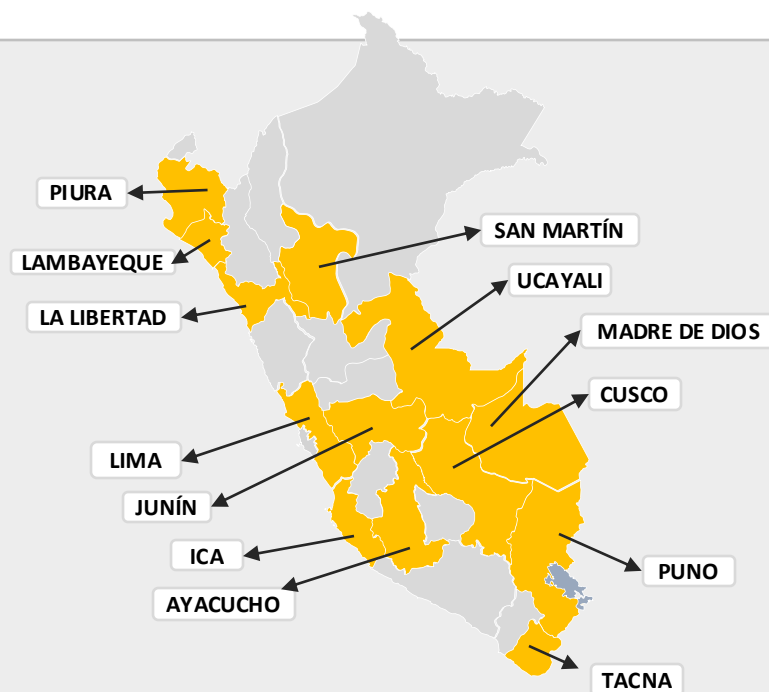 PIURA
SAN MARTÍN
LAMBAYEQUE
UCAYALI
LA LIBERTAD
MADRE DE DIOS
CUSCO
LIMA
JUNÍN
ICA
PUNO
AYACUCHO
TACNA